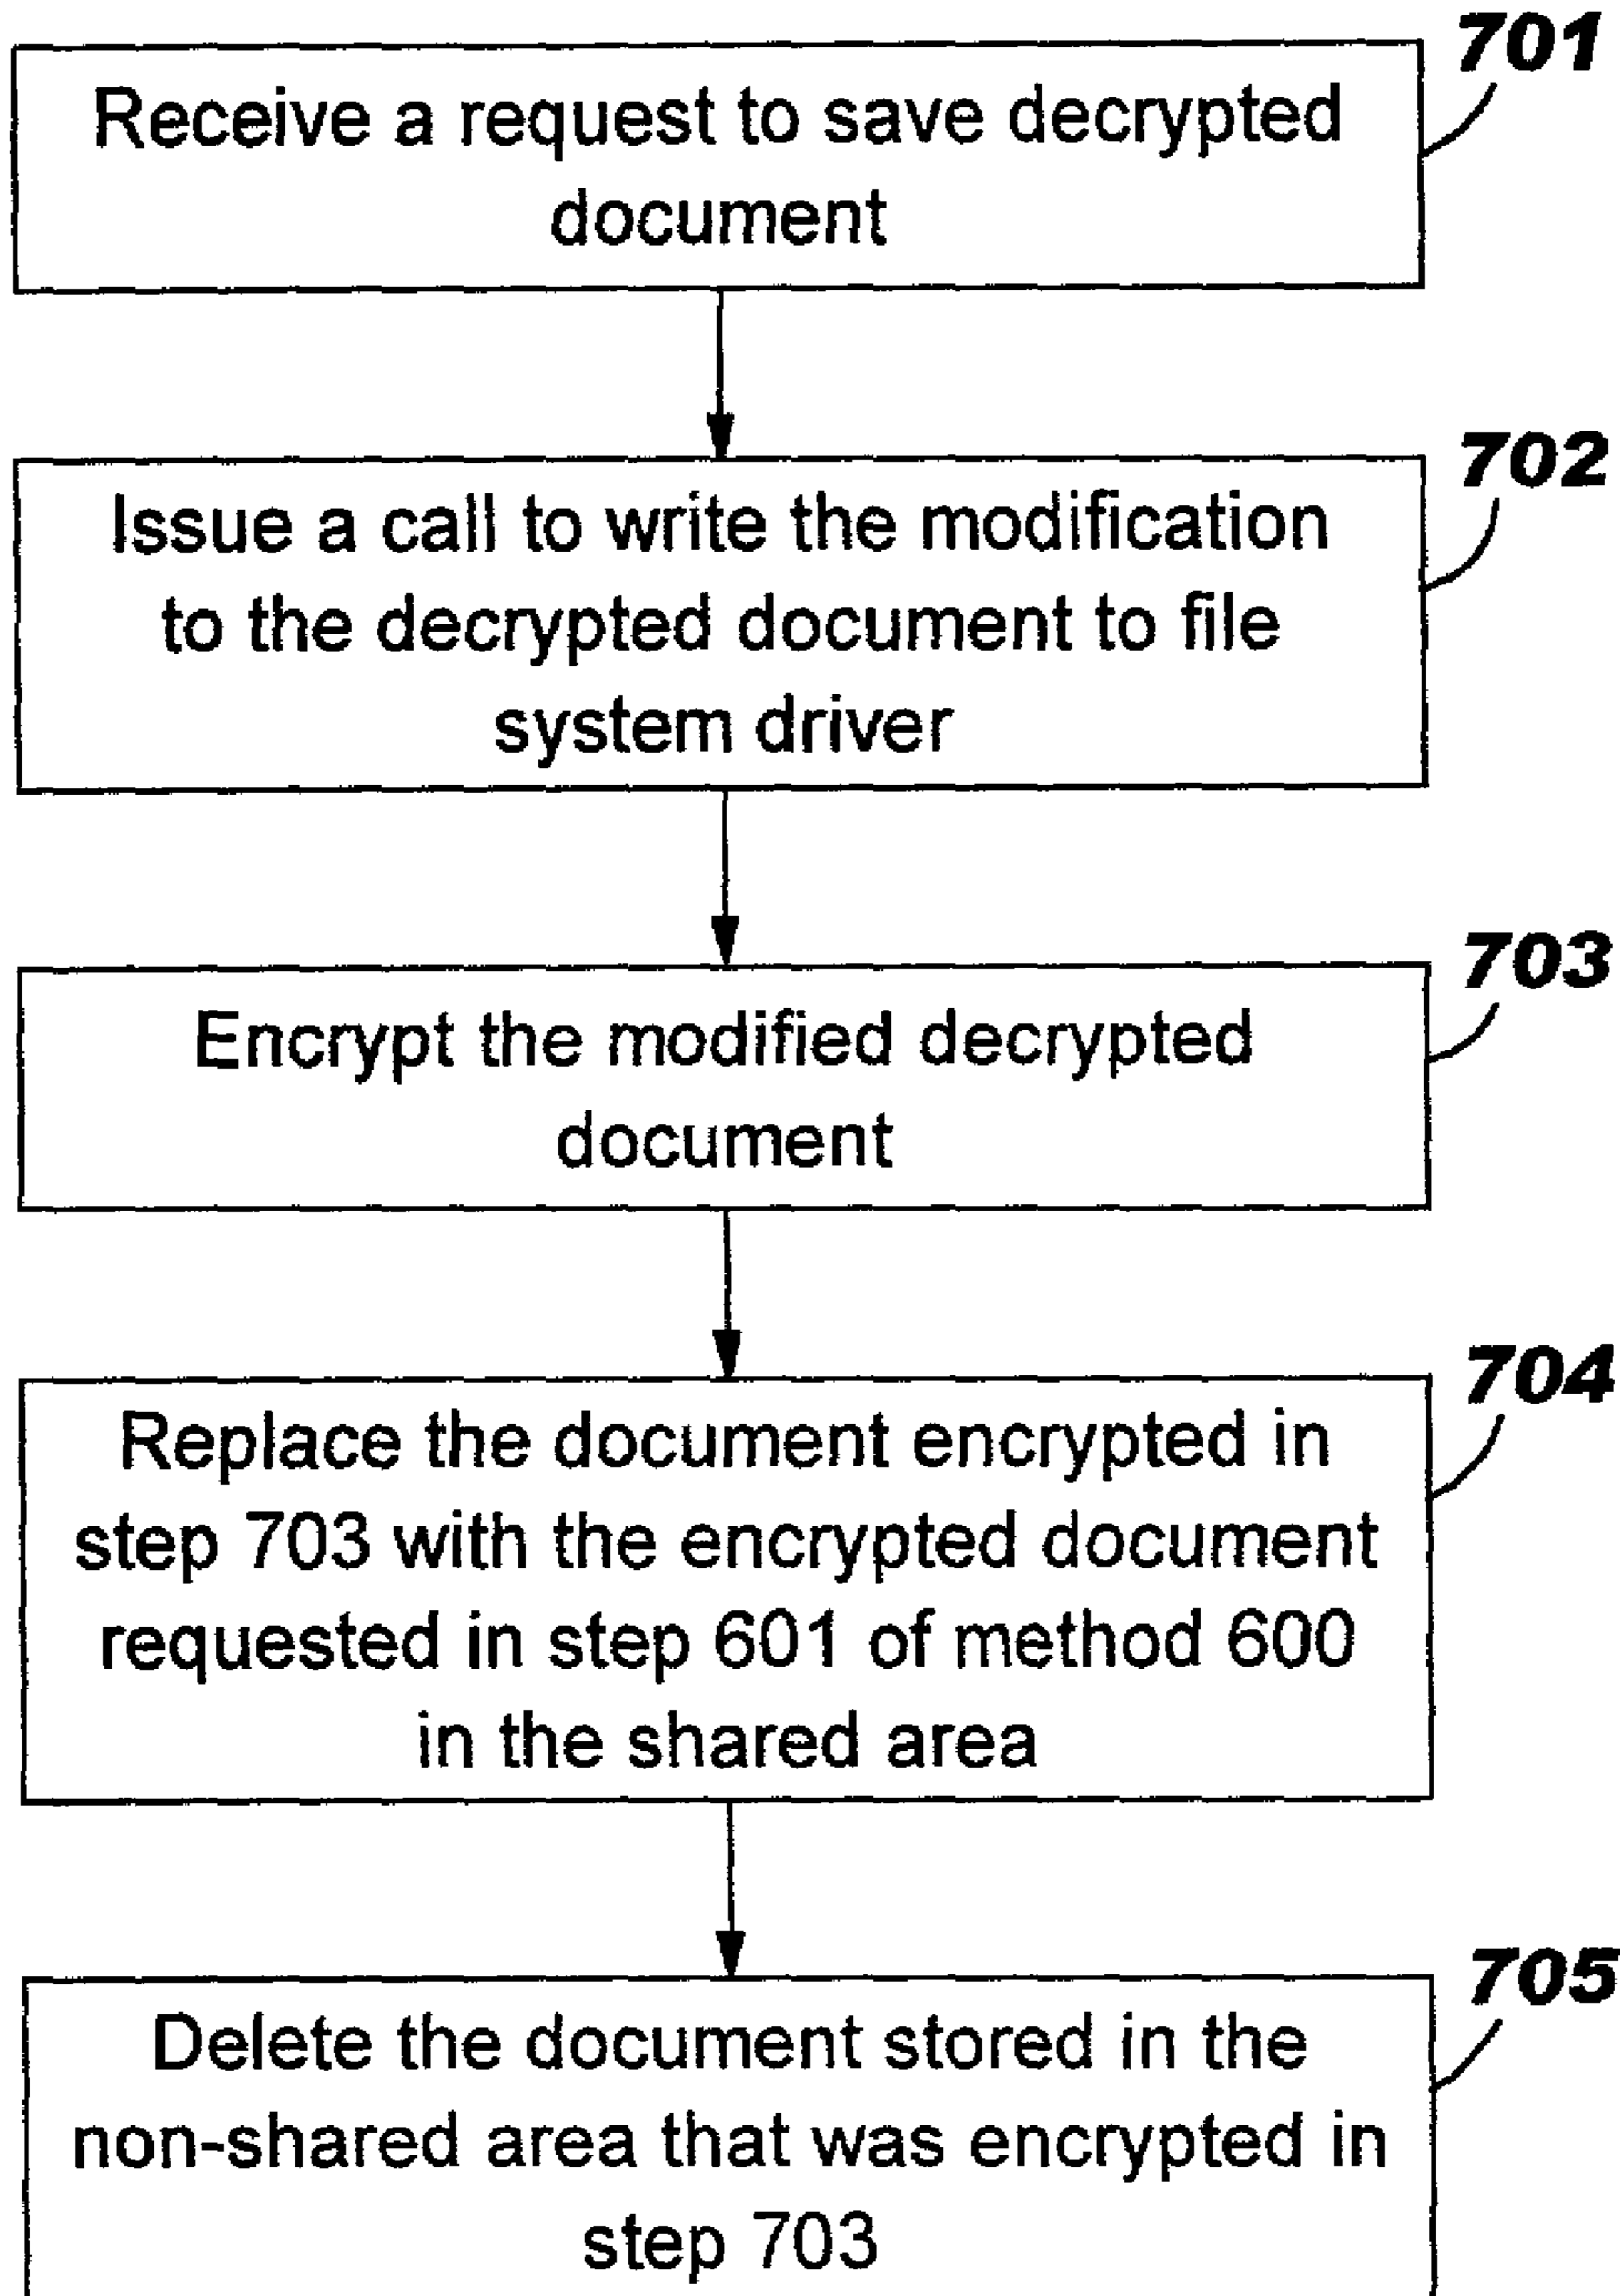 701
Receive a request to save decrypted
document
702
Issue a call to write the modification
to the decrypted document to file
system driver
703
Encrypt the modified decrypted
document
704
Replace the document encrypted in
step 703 with the encrypted document
requested in step 601 of method 600
in the shared area
705
Delete the document stored in the
non-shared area that was encrypted in
step 703